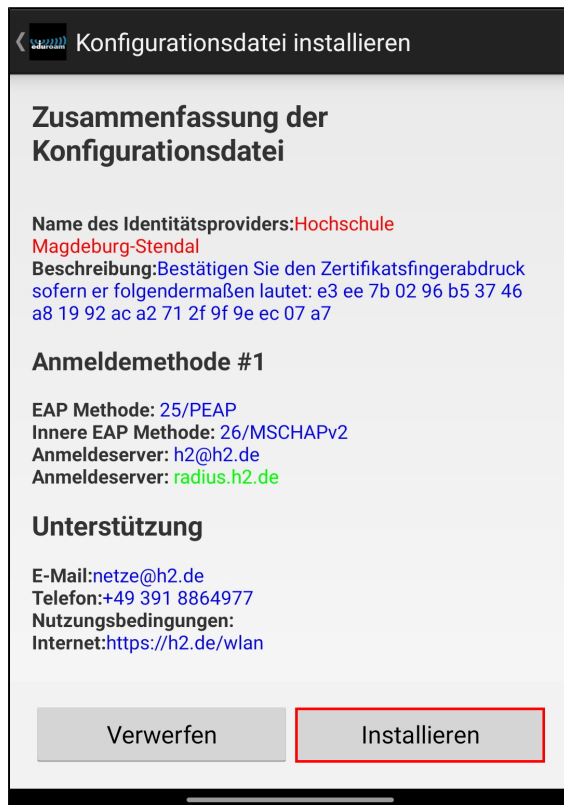 eduroam Konfigurationsdatei installieren
Zusammenfassung der
Konfigurationsdatei
Name des Identitätsproviders:Hochschule
Magdeburg-Stendal
Beschreibung:Bestätigen Sie den Zertifikatsfingerabdruck
sofern er folgendermaßen lautet: e3 ee 7b 02 96 b5 37 46
a8 19 92 ac a2 71 2f 9f 9e ec 07 a7
Anmeldemethode #1
EAP Methode: 25/PEAP
Innere EAP Methode: 26/MSCHAPv2
Anmeldeserver: h2@h2.de
Anmeldeserver: radius.h2.de
Unterstützung
E-Mail:netze@h2.de
Telefon:+49 391 8864977
Nutzungsbedingungen:
Internet:https://h2.de/wlan
Verwerfen
Installieren